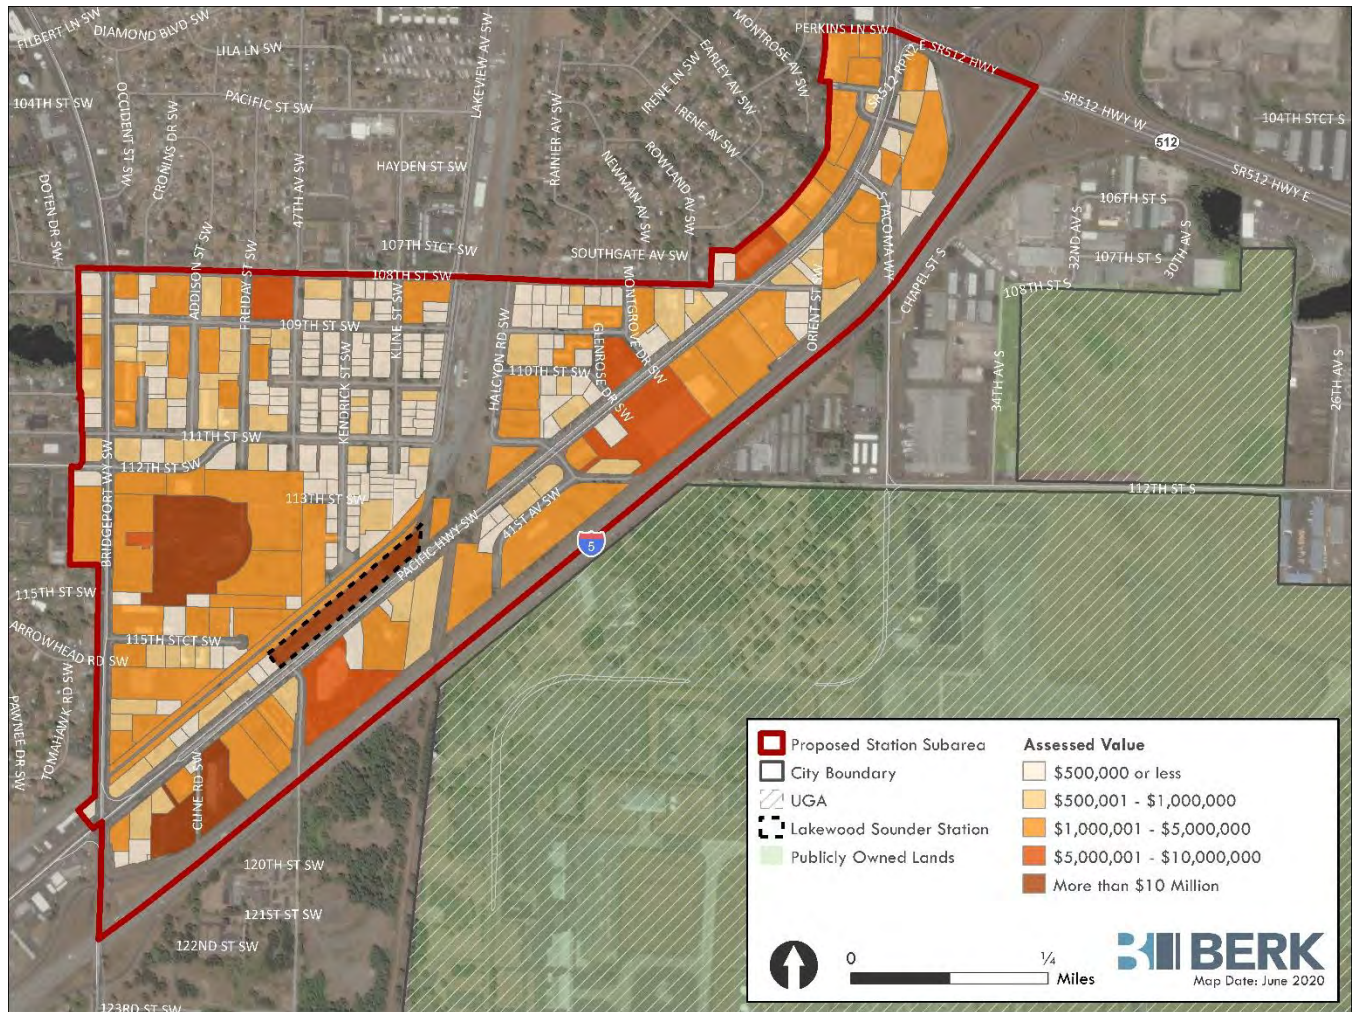 FILBERT LN SW
DIAMOND BLVD SW
LILA LN SW
LAKEVIEW AV SW
MONTROSE AV SW
PERKINS LN SW
EARLEY AV SW
IRENE LN SW
SR512 RPN2 E
SR512 HWY
104TH ST SW
OCCIDENT ST SW
PACIFIC ST SW
CRONINS DR SW
RAINIER AV SW
IRENE AV SW
SR512 HWY W
104TH STCT S
512
HAYDEN ST SW
47TH AV SW
NEWMAN AV SW
ROWLAND AV SW
SR512 HWY E
DOTEN DR SW
106TH ST S
S TACOMA WY
32ND AV S
30TH AV S
107TH STCT SW
SOUTHGATE AV SW
107TH ST S
108TH ST SW
CHAPEL ST S
108TH ST S
ADDISON ST SW
FREIDAY ST SW
KLINE ST SW
MONTGROVE DR SW
ORIENT ST SW
109TH ST SW
HALCYON RD SW
GLENROSE DR SW
110TH ST SW
KENDRICK ST SW
34TH AV S
26TH AV S
111TH ST SW
112TH ST SW
BRIDGEPORT WY SW
113TH ST SW
112TH ST S
41ST AV SW
PACIFIC HWY SW
5
115TH ST SW
ARROWHEAD RD SW
115TH STCT SW
PAWNEE DR SW
TOMAHAWK RD SW
CLINE RD SW
120TH ST SW
121ST ST SW
122ND ST SW
123RD ST SW
Proposed Station Subarea
City Boundary
UGA
Lakewood Sounder Station
Publicly Owned Lands
Assessed Value
$500,000 or less
$500,001 - $1,000,000
$1,000,001 - $5,000,000
$5,000,001 - $10,000,000
More than $10 Million
0
¼
Miles
BERK
Map Date: June 2020